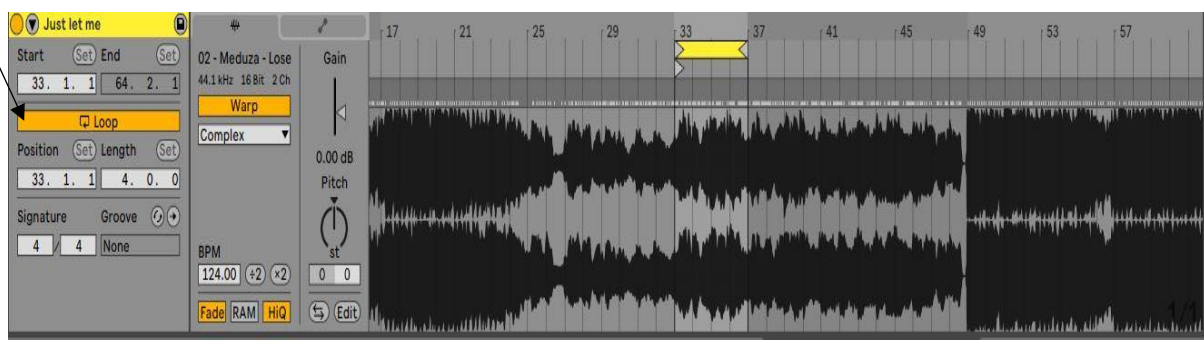 Just let me
Start Set End Set
33. 1. 1 64. 2. 1
Loop
Position Set Length Set
33. 1. 1 4. 0. 0
Signature Groove
4 / 4 None
02 - Meduza - Lose
44.1 kHz 16 Bit 2 Ch
Warp
Complex
BPM
124.00 ÷2 ×2
Fade RAM HiQ
Gain
0.00 dB
Pitch
st
0 0
Edit
17 21 25 29 33 37 41 45 49 53 57
1/1